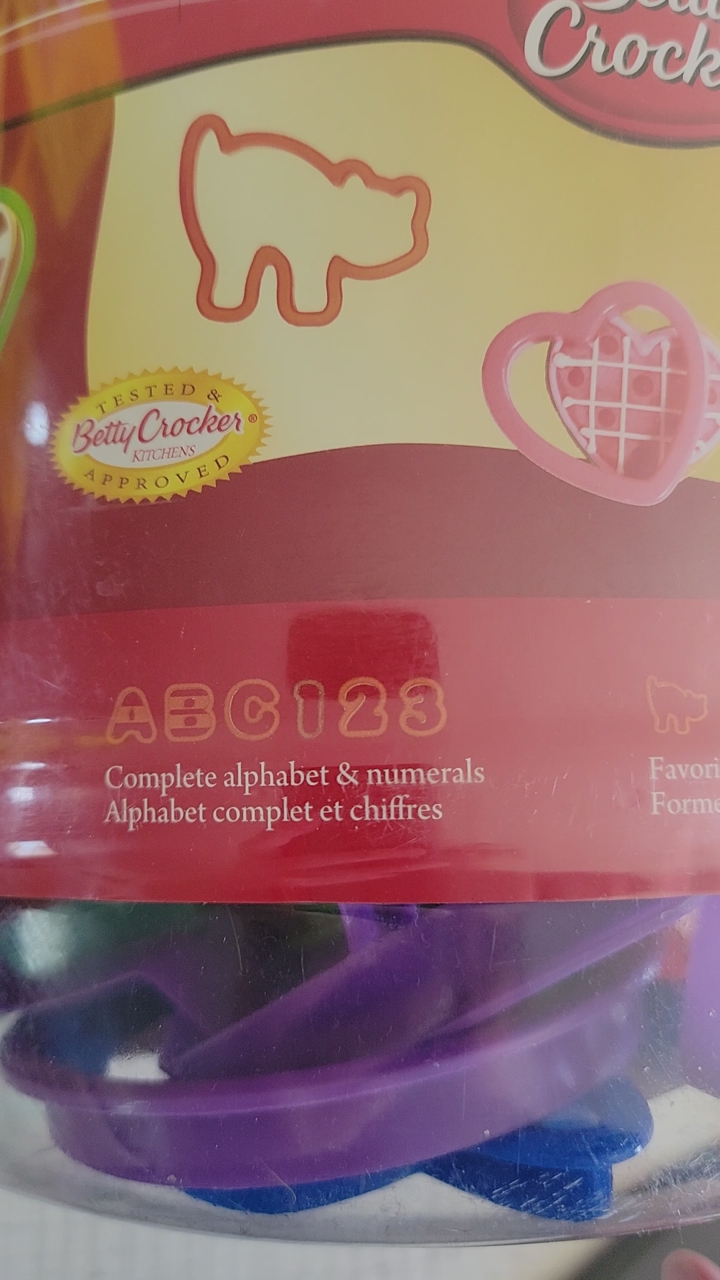 Crock
TESTED &
Betty Crocker®
KITCHENS
APPROVED
ABC123
Complete alphabet & numerals
Alphabet complet et chiffres
Favori
Forme